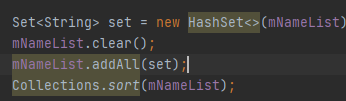 Set<String> set = new HashSet<>(mNameList)
mNameList.clear();
mNameList.addAll(set);
Collections.sort(mNameList);